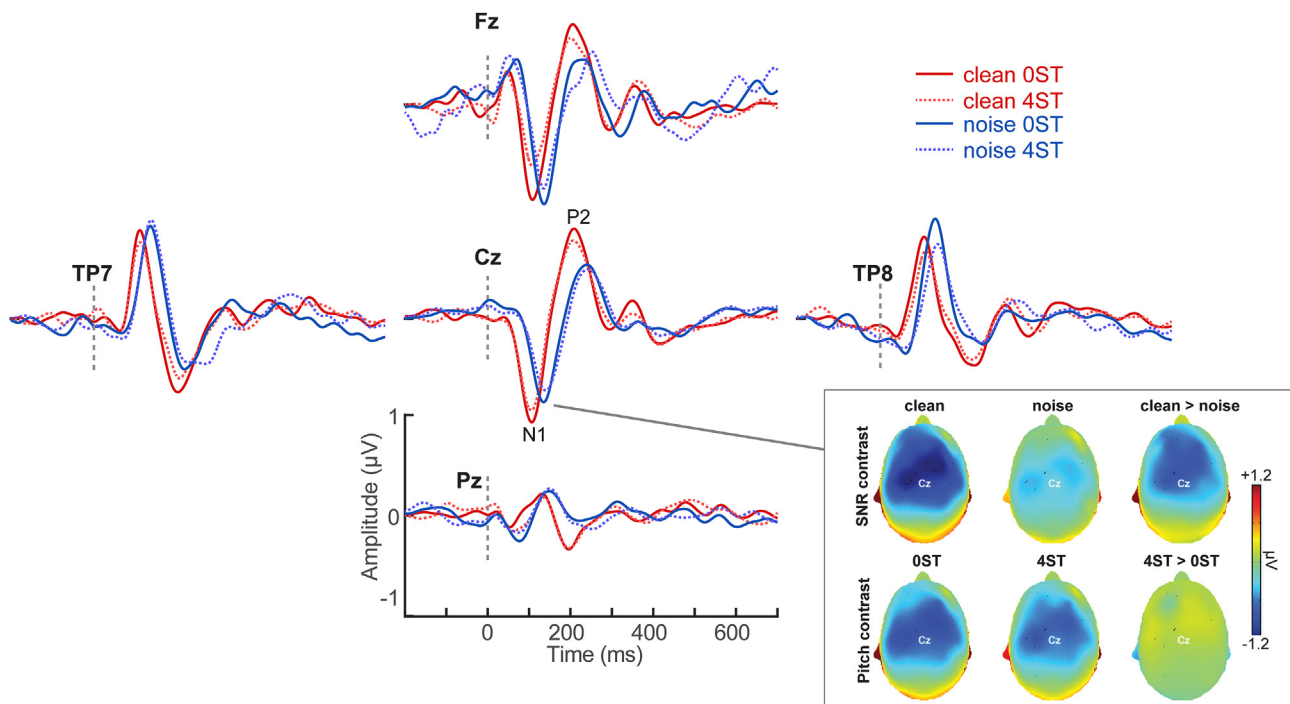 Fz
clean 0ST
clean 4ST
noise 0ST
noise 4ST
P2
TP7
Cz
TP8
N1
Pz
1
0
-1
Amplitude (µV)
0 200 400 600
Time (ms)
clean noise clean > noise
SNR contrast
Cz Cz Cz
0ST 4ST 4ST > 0ST
Pitch contrast
Cz Cz Cz
+1.2
µV
-1.2